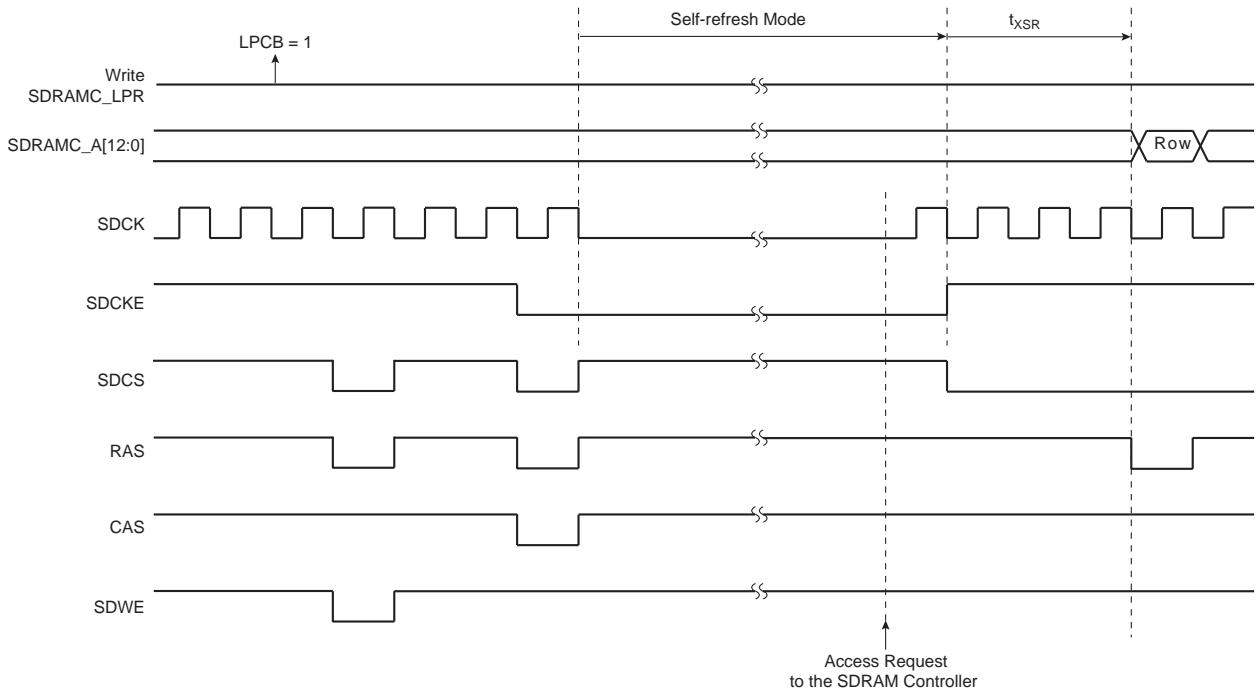 Self-refresh Mode
tXSR
LPCB = 1
Write
SDRAMC_LPR
SDRAMC_A[12:0]
Row
SDCK
SDCKE
SDCS
RAS
CAS
SDWE
Access Request
to the SDRAM Controller